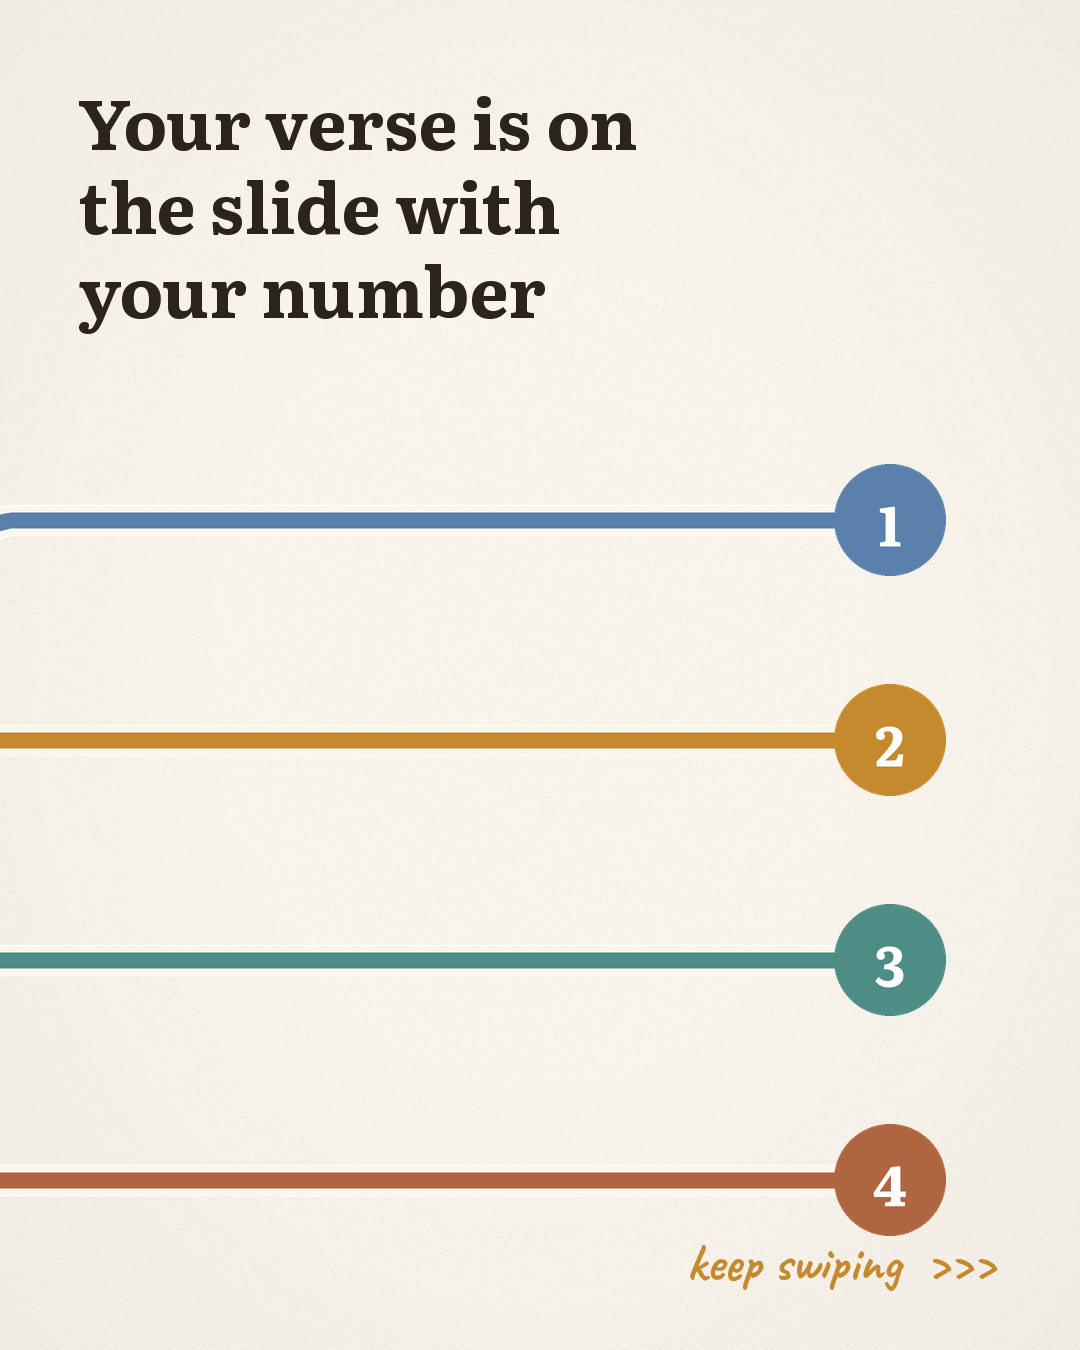 Your verse is on
the slide with
your number
1
2
3
4
keep swiping >>>